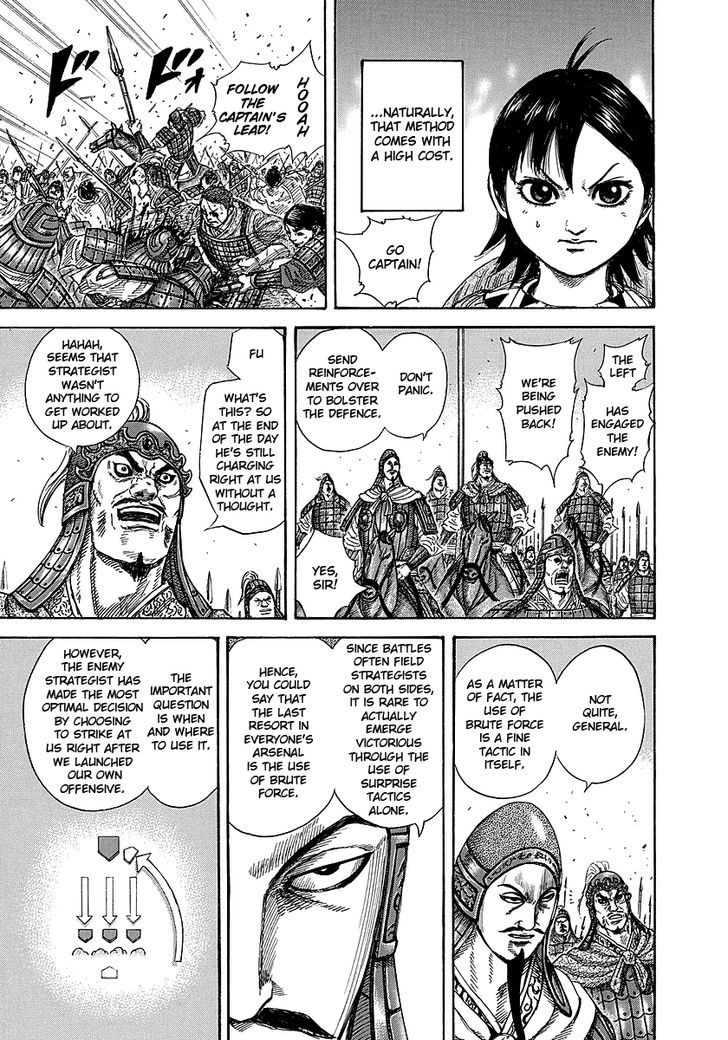 ...NATURALLY,
THAT METHOD
COMES WITH
A HIGH COST.
GO
CAPTAIN!
HOOAH
FOLLOW
THE
CAPTAIN'S
LEAD!
ドドォ
THE
LEFT
HAS
ENGAGED
THE
ENEMY!
WE'RE
BEING
PUSHED
BACK!
DON'T
PANIC.
SEND
REINFORCE-
MENTS OVER
TO BOLSTER
THE DEFENCE.
YES,
SIR!
FU
WHAT'S
THIS? SO
AT THE END
OF THE DAY
HE'S STILL
CHARGING
RIGHT AT US
WITHOUT A
THOUGHT.
HAHAH,
SEEMS THAT
STRATEGIST
WASN'T
ANYTHING TO
GET WORKED
UP ABOUT.
NOT
QUITE,
GENERAL.
AS A MATTER
OF FACT, THE
USE OF
BRUTE FORCE
IS A FINE
TACTIC IN
ITSELF.
SINCE BATTLES
OFTEN FIELD
STRATEGISTS
ON BOTH SIDES,
IT IS RARE TO
ACTUALLY
EMERGE
VICTORIOUS
THROUGH THE
USE OF
SURPRISE
TACTICS
ALONE.
HENCE,
YOU COULD
SAY THAT THE
LAST
RESORT IN
EVERYONE'S
ARSENAL
IS THE USE
OF BRUTE
FORCE.
THE
IMPORTANT
QUESTION
IS WHEN
AND WHERE
TO USE IT.
HOWEVER,
THE ENEMY
STRATEGIST HAS
MADE THE MOST
OPTIMAL DECISION
BY CHOOSING
TO STRIKE AT
US RIGHT AFTER
WE LAUNCHED
OUR OWN
OFFENSIVE.